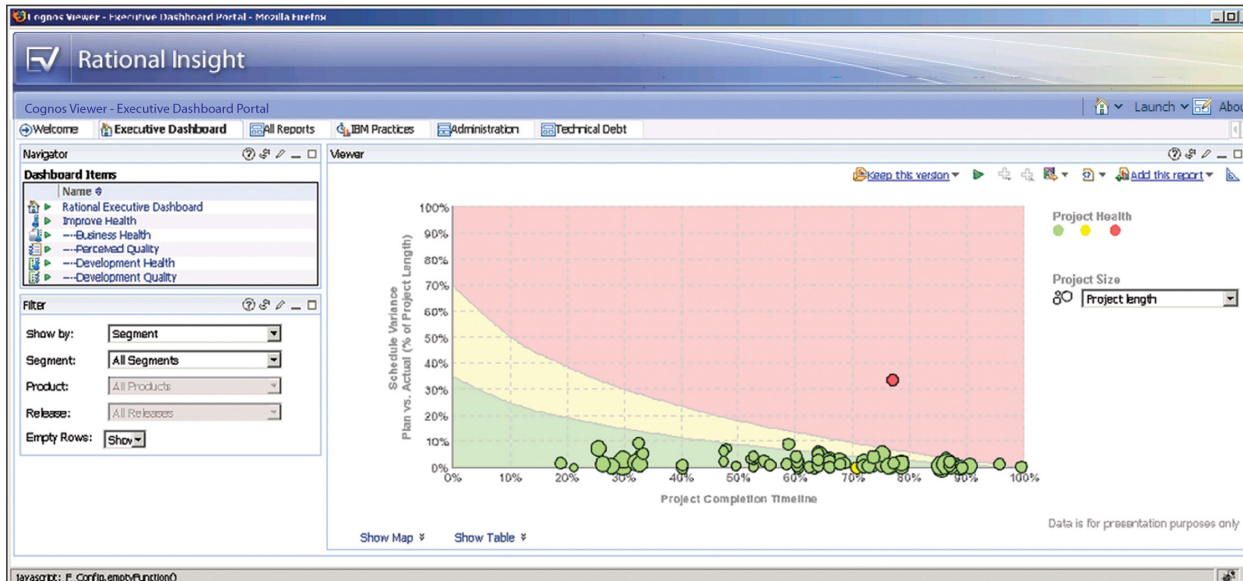 Cognos Viewer - Executive Dashboard Portal - Mozilla Firefox
Rational Insight
Cognos Viewer - Executive Dashboard Portal
Launch
Abou
Welcome
Executive Dashboard
All Reports
IBM Practices
Administration
Technical Debt
Navigator
Dashboard Items
Name
Rational Executive Dashboard
Improve Health
----Business Health
----Perceived Quality
----Development Health
----Development Quality
Filter
Show by:
Segment
Segment:
All Segments
Product:
All Products
Release:
All Releases
Empty Rows:
Show
Viewer
Keep this version
Add this report
Schedule Variance
Plan vs. Actual (% of Project Length)
100%
90%
80%
70%
60%
50%
40%
30%
20%
10%
0%
0%
10%
20%
30%
40%
50%
60%
70%
80%
90%
100%
Project Completion Timeline
Project Health
Project Size
Project length
Data is for presentation purposes only
Show Map
Show Table
javascript: P_Config.emptyFunction()